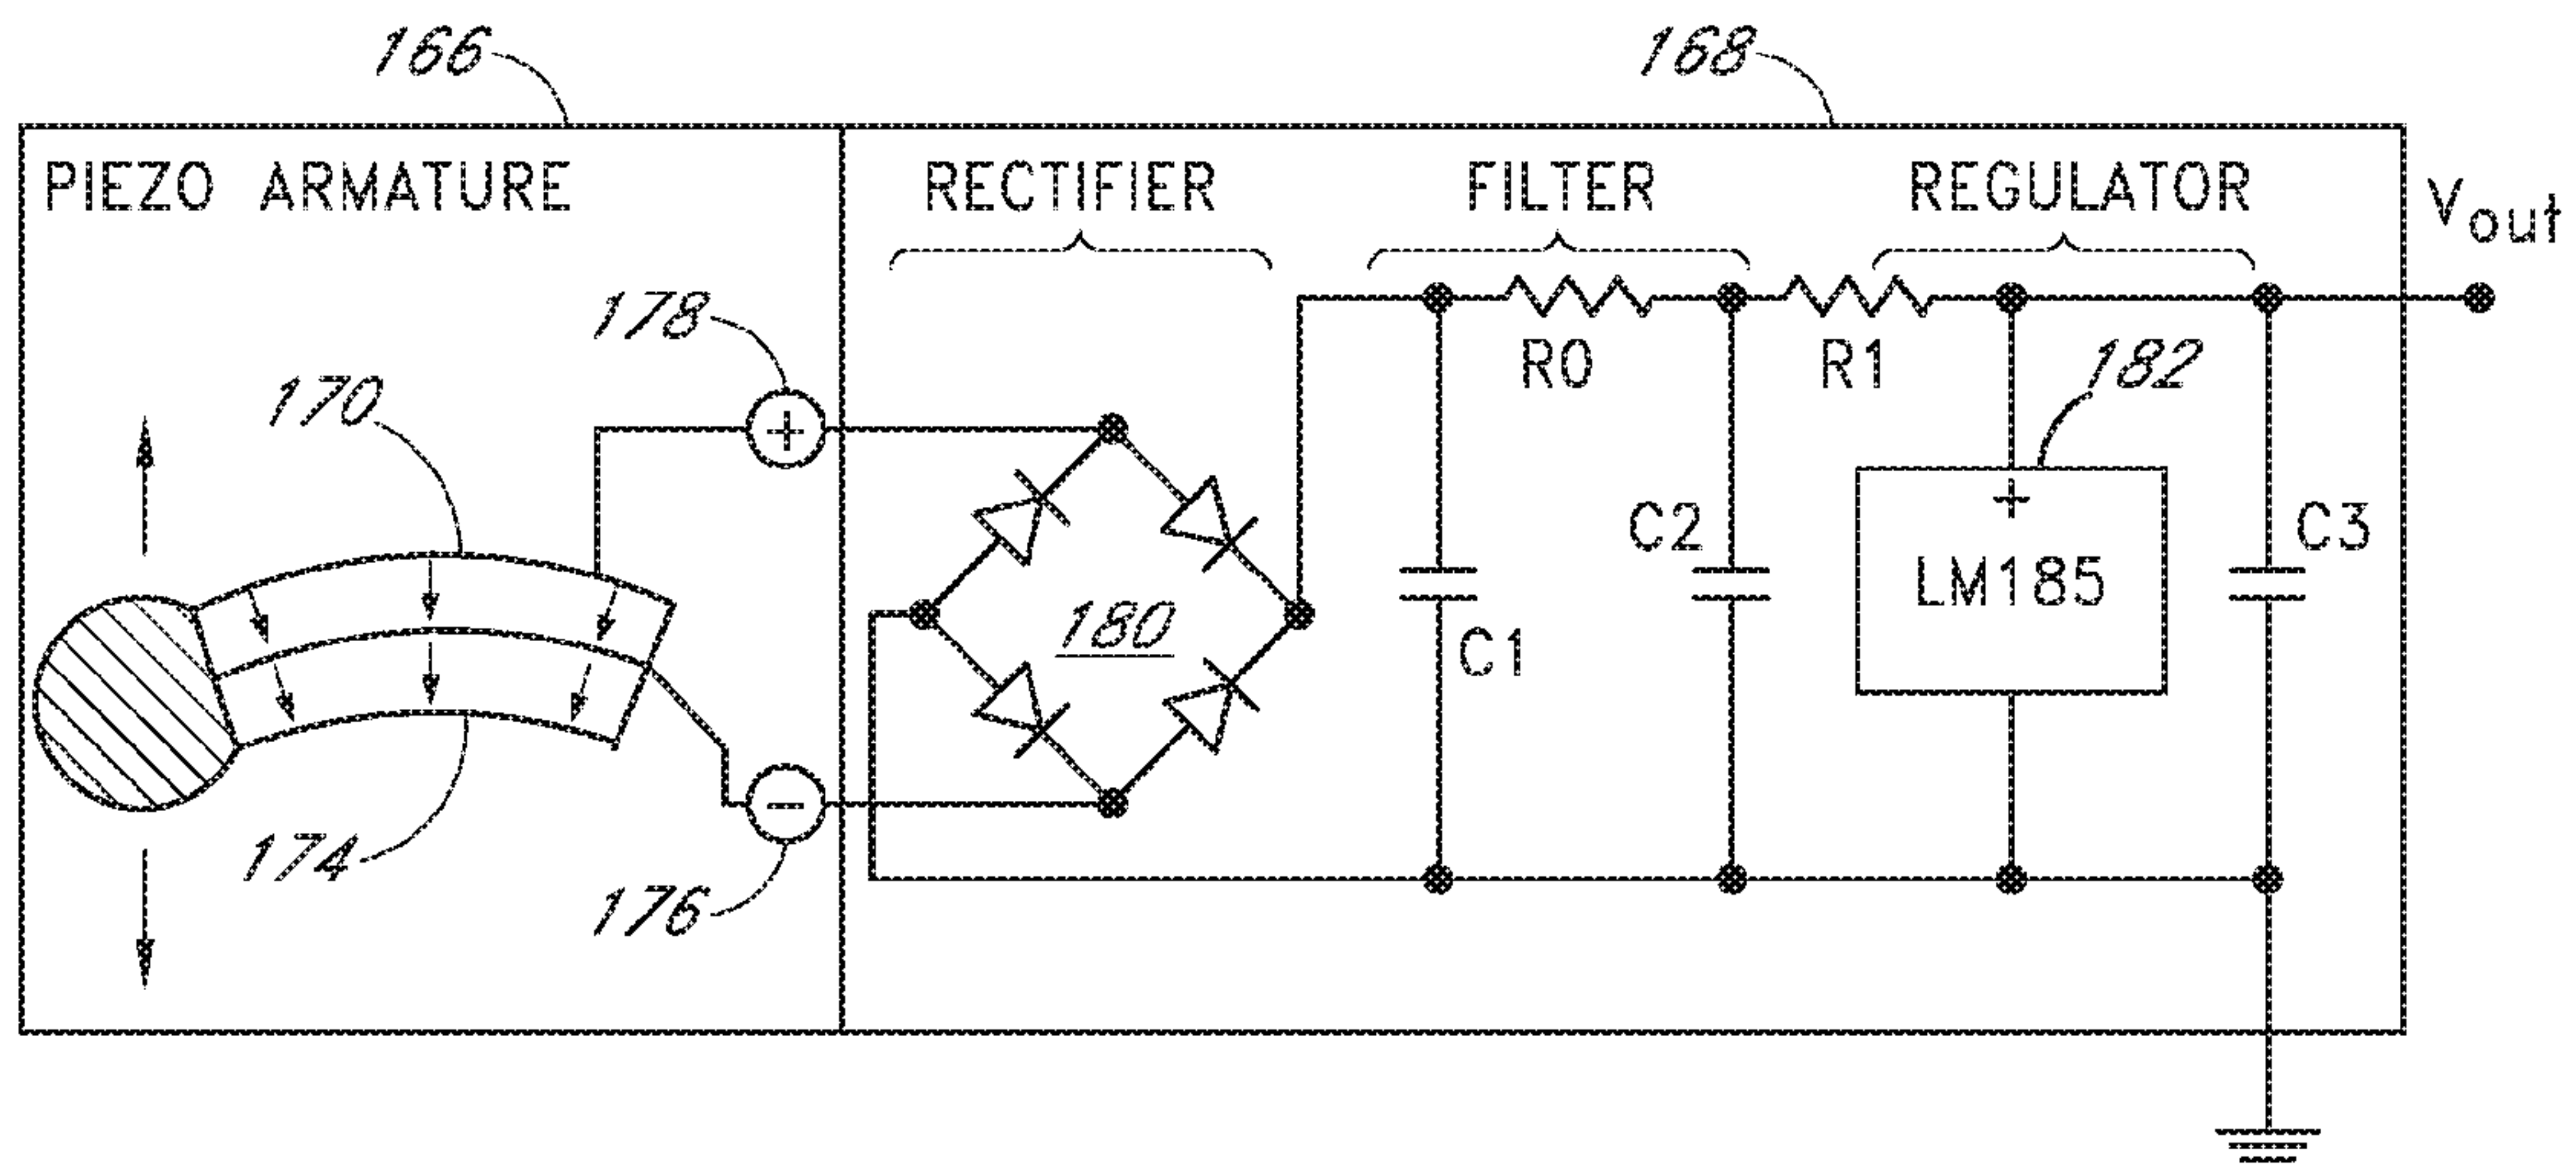 166
168
PIEZO ARMATURE
RECTIFIER
FILTER
REGULATOR
Vout
178
+
170
R0
R1
182
+
C2
C3
LM185
180
C1
-
174
176